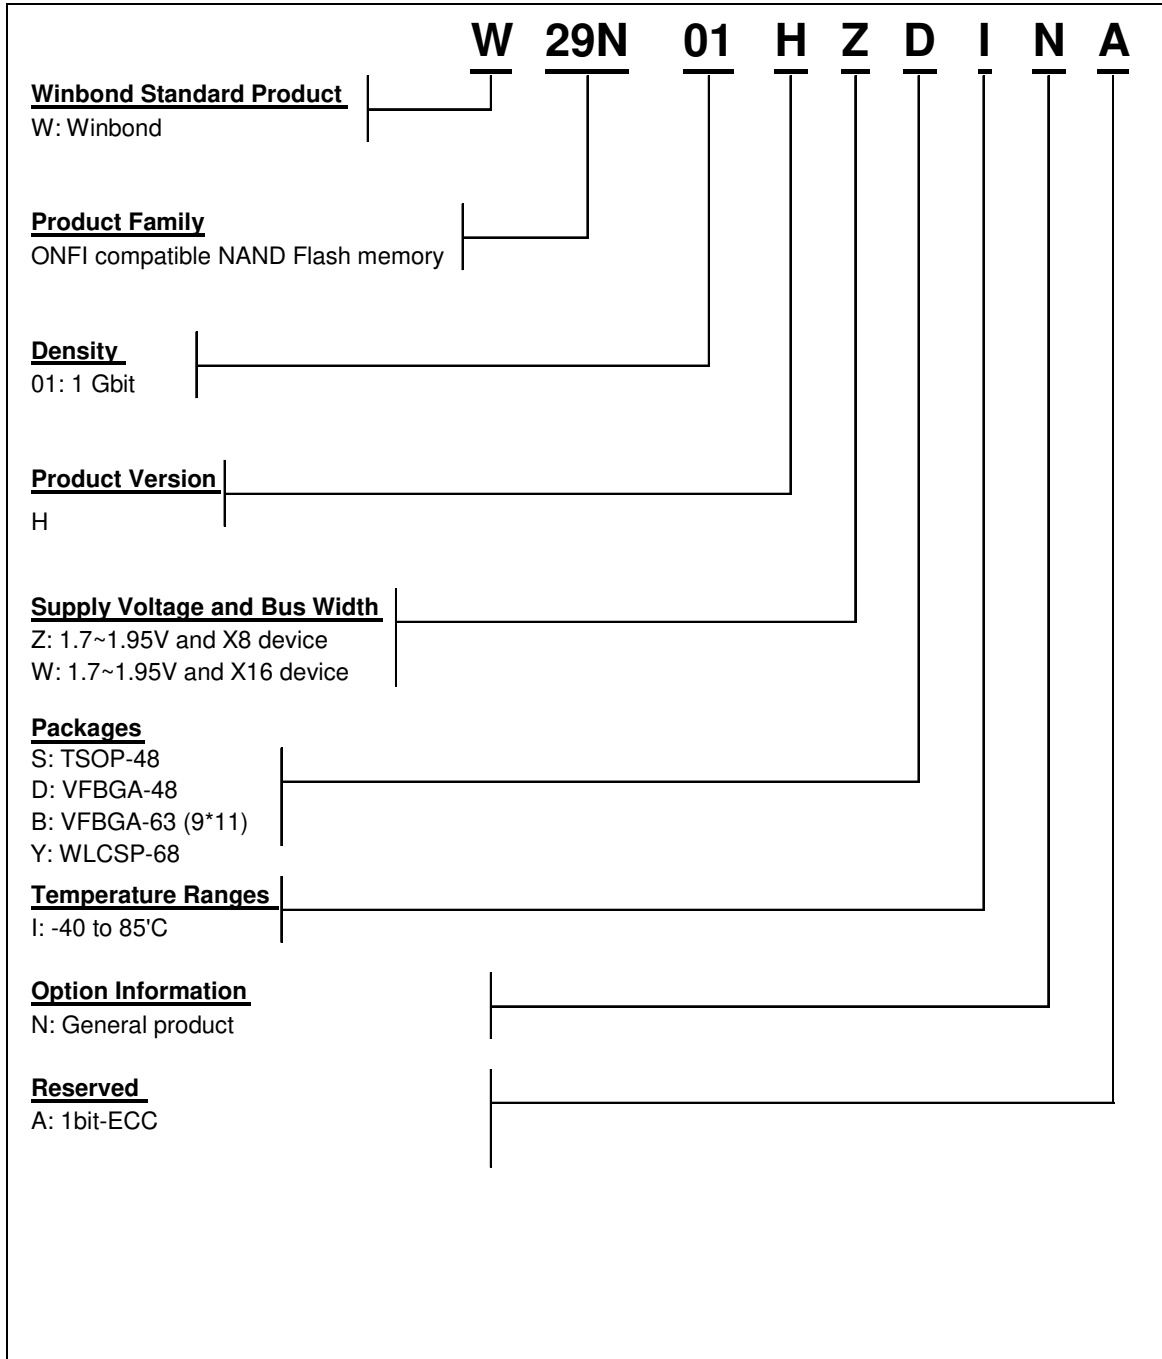 W 29N 01 H Z D I N A
Winbond Standard Product
W: Winbond
Product Family
ONFI compatible NAND Flash memory
Density
01: 1 Gbit
Product Version
H
Supply Voltage and Bus Width
Z: 1.7~1.95V and X8 device
W: 1.7~1.95V and X16 device
Packages
S: TSOP-48
D: VFBGA-48
B: VFBGA-63 (9*11)
Y: WLCSP-68
Temperature Ranges
I: -40 to 85'C
Option Information
N: General product
Reserved
A: 1bit-ECC